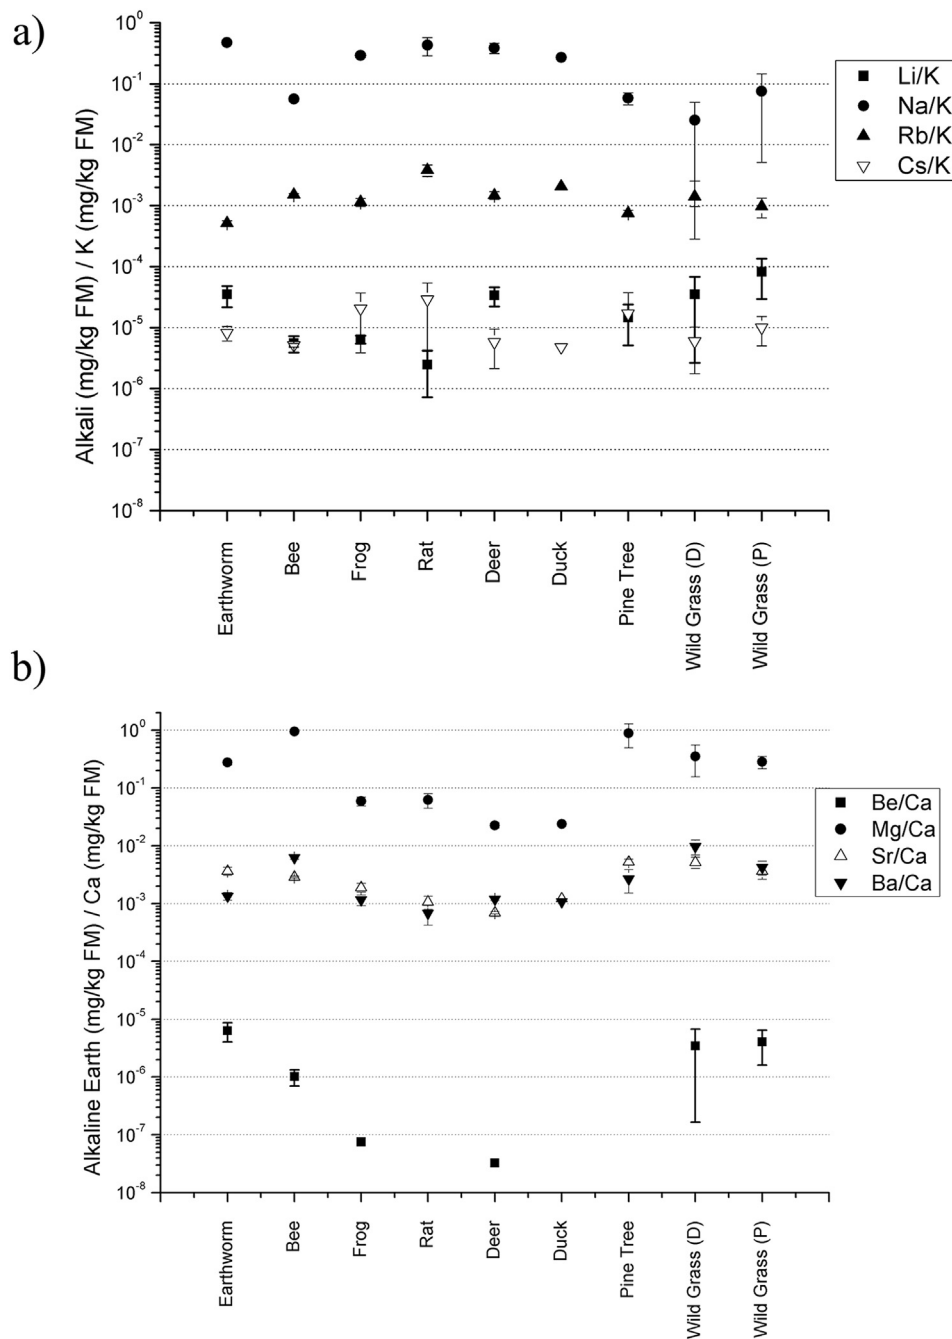 a)
Alkali (mg/kg FM) / K (mg/kg FM)
10^0
10^-1
10^-2
10^-3
10^-4
10^-5
10^-6
10^-7
10^-8
Li/K
Na/K
Rb/K
Cs/K
Earthworm
Bee
Frog
Rat
Deer
Duck
Pine Tree
Wild Grass (D)
Wild Grass (P)
b)
Alkaline Earth (mg/kg FM) / Ca (mg/kg FM)
10^0
10^-1
10^-2
10^-3
10^-4
10^-5
10^-6
10^-7
10^-8
Be/Ca
Mg/Ca
Sr/Ca
Ba/Ca
Earthworm
Bee
Frog
Rat
Deer
Duck
Pine Tree
Wild Grass (D)
Wild Grass (P)